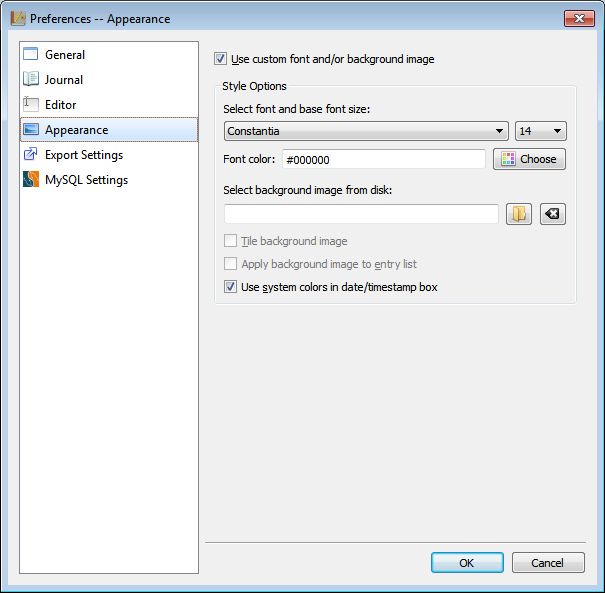 Preferences -- Appearance
General
Journal
Editor
Appearance
Export Settings
MySQL Settings
Use custom font and/or background image
Style Options
Select font and base font size:
Constantia 14
Font color: #000000 Choose
Select background image from disk:
Tile background image
Apply background image to entry list
Use system colors in date/timestamp box
OK Cancel